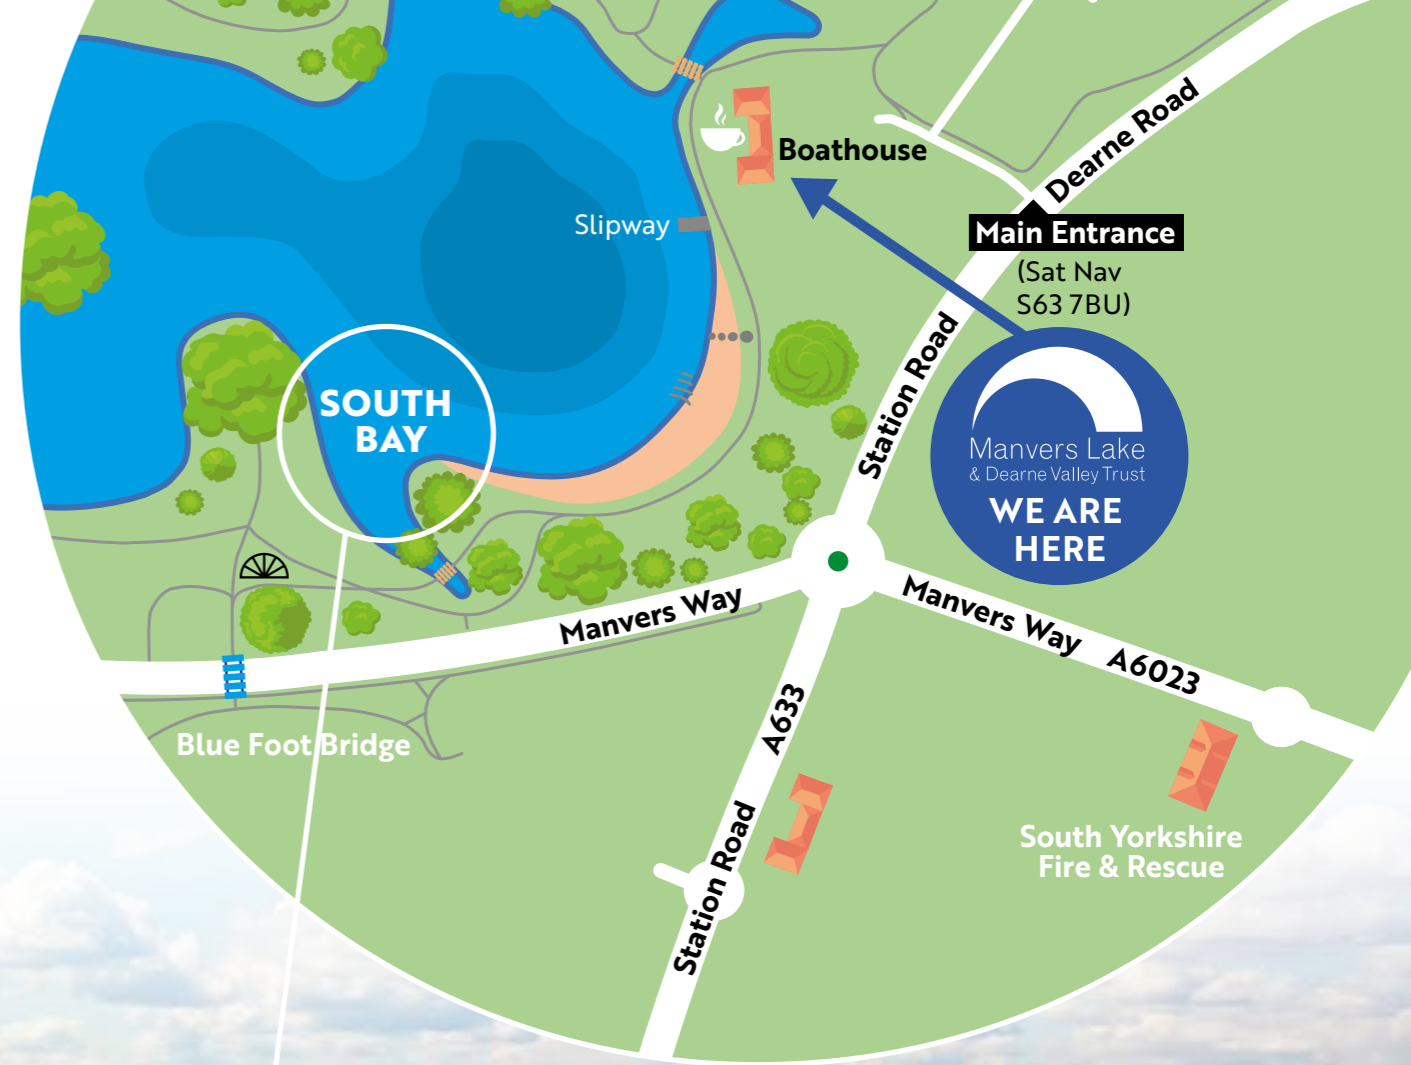 Dearne Road
Boathouse
Slipway
Main Entrance
(Sat Nav
S63 7BU)
Station Road
SOUTH
BAY
Manvers Lake
& Dearne Valley Trust
WE ARE
HERE
Manvers Way
Manvers Way A6023
A633
Blue Foot Bridge
Station Road
South Yorkshire
Fire & Rescue